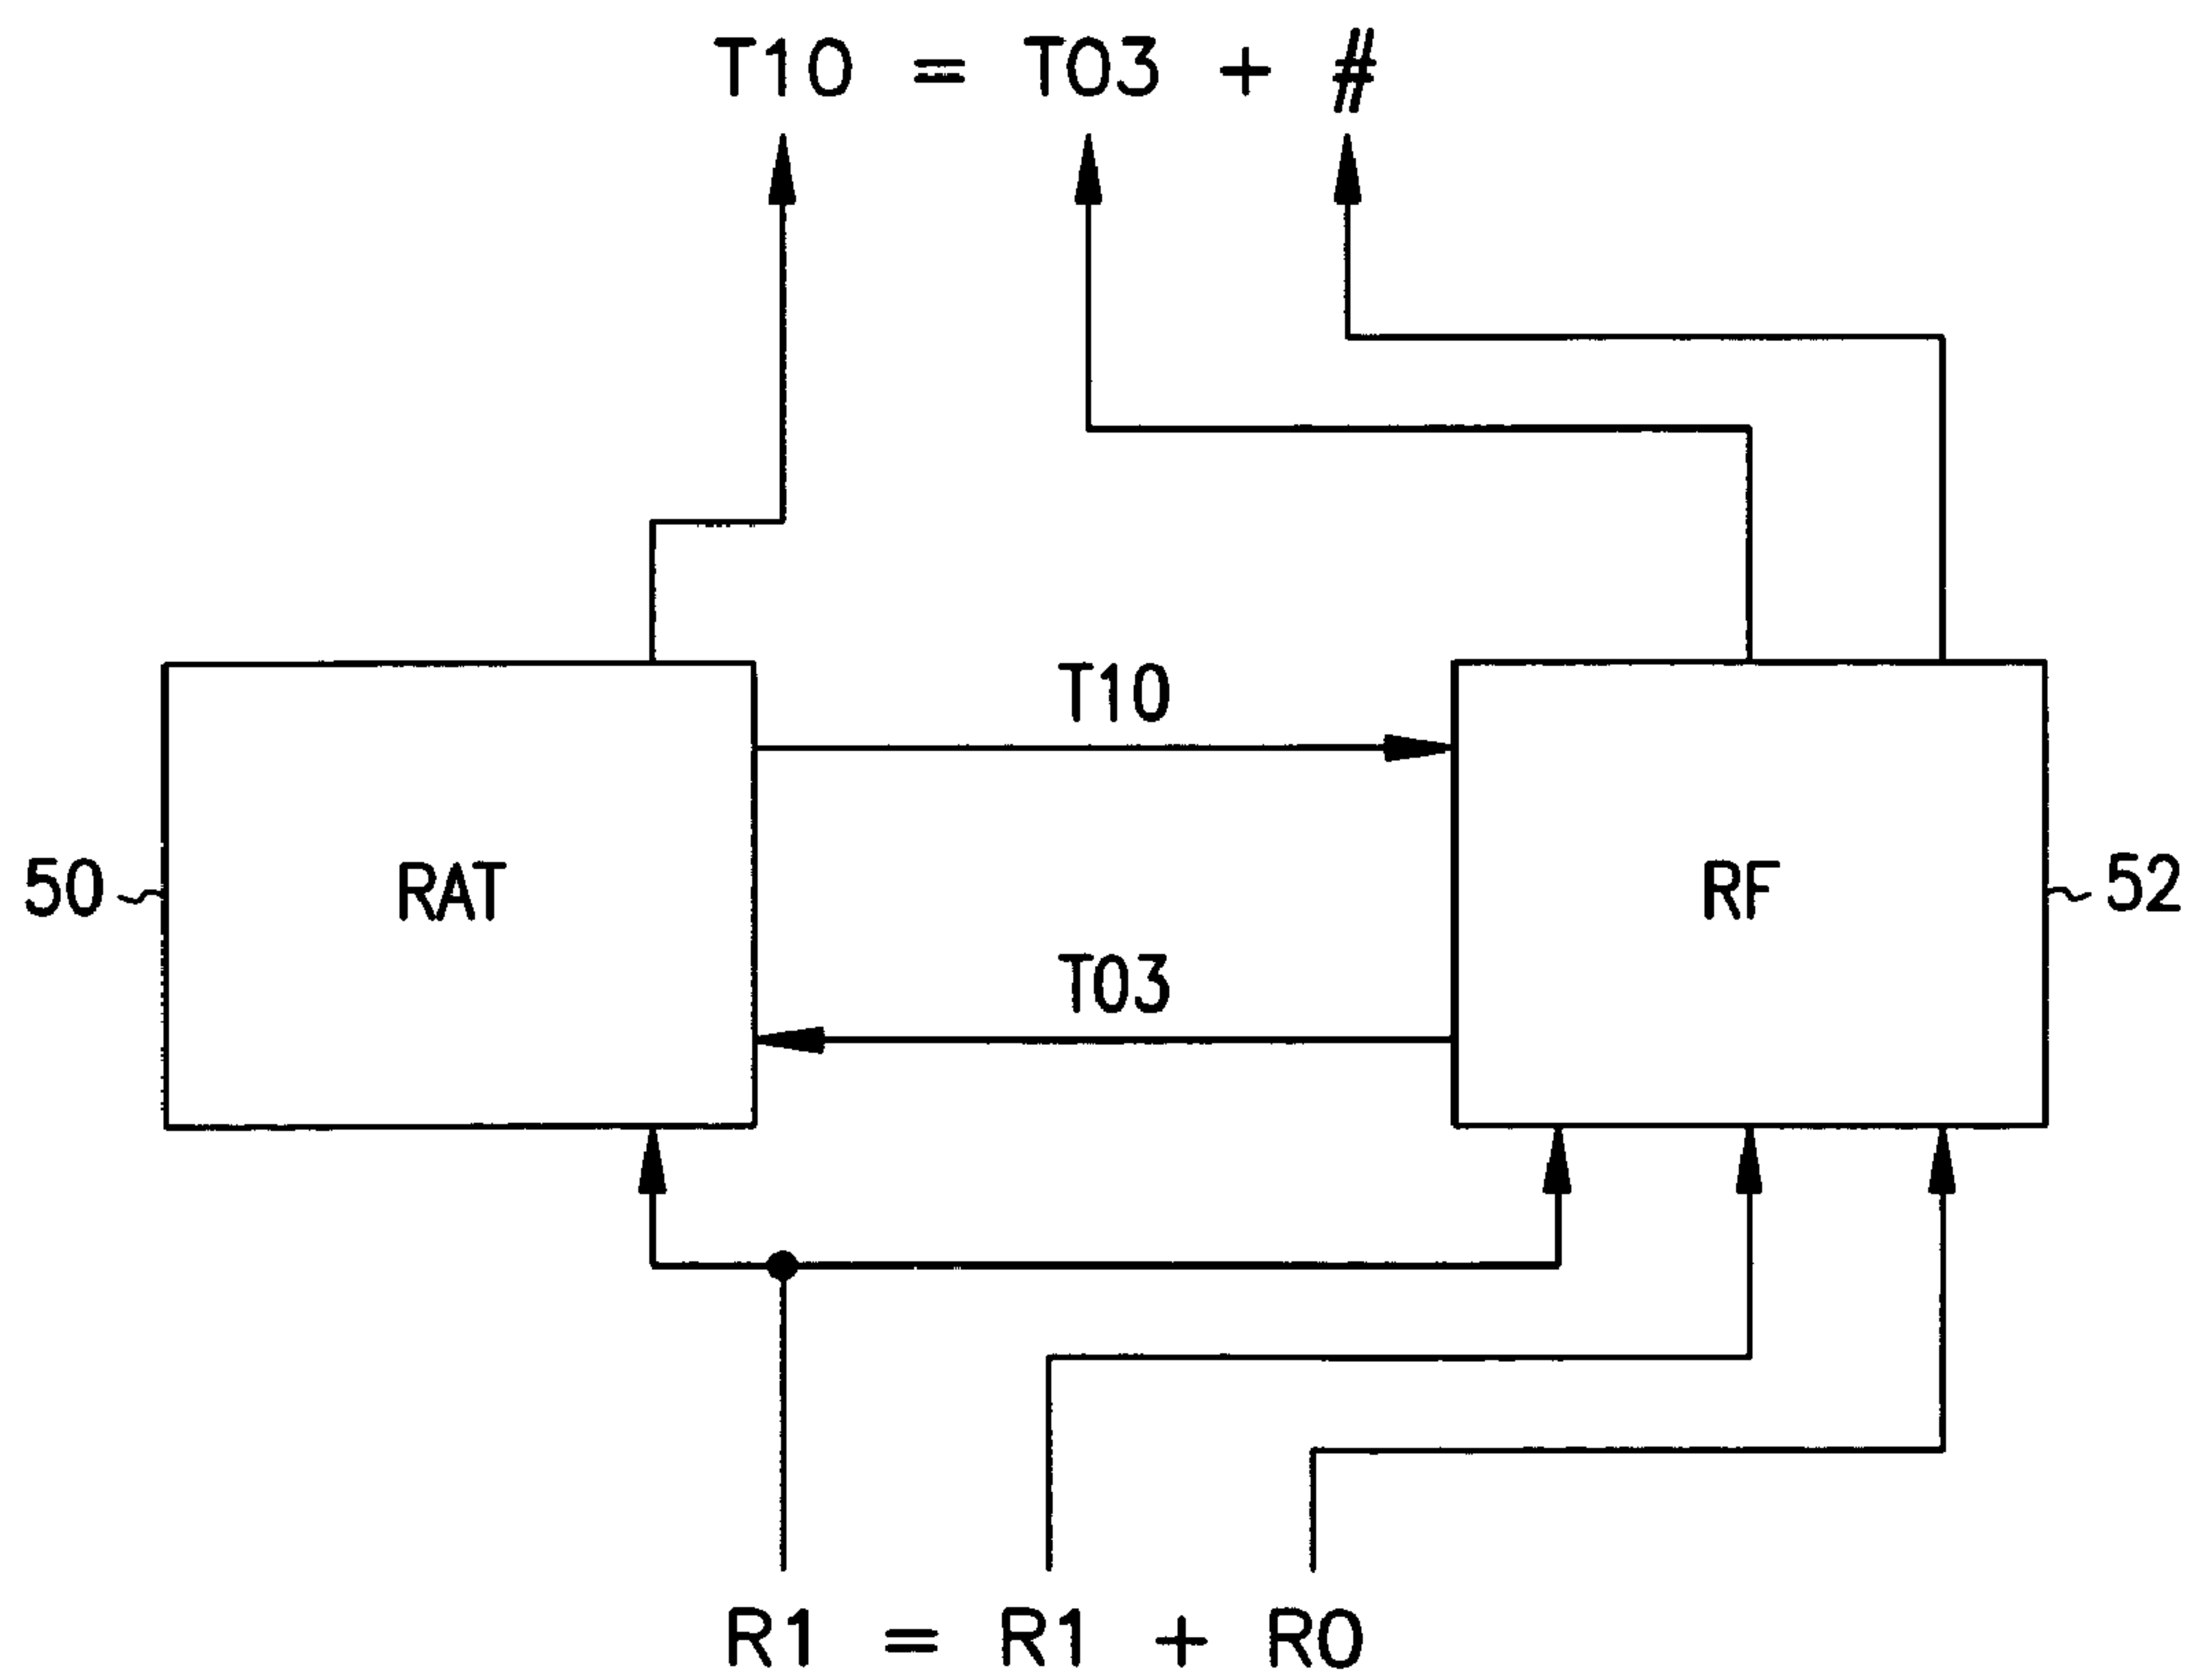 T10 = T03 + #
T10
50
RAT
RF
52
T03
R1 = R1 + R0